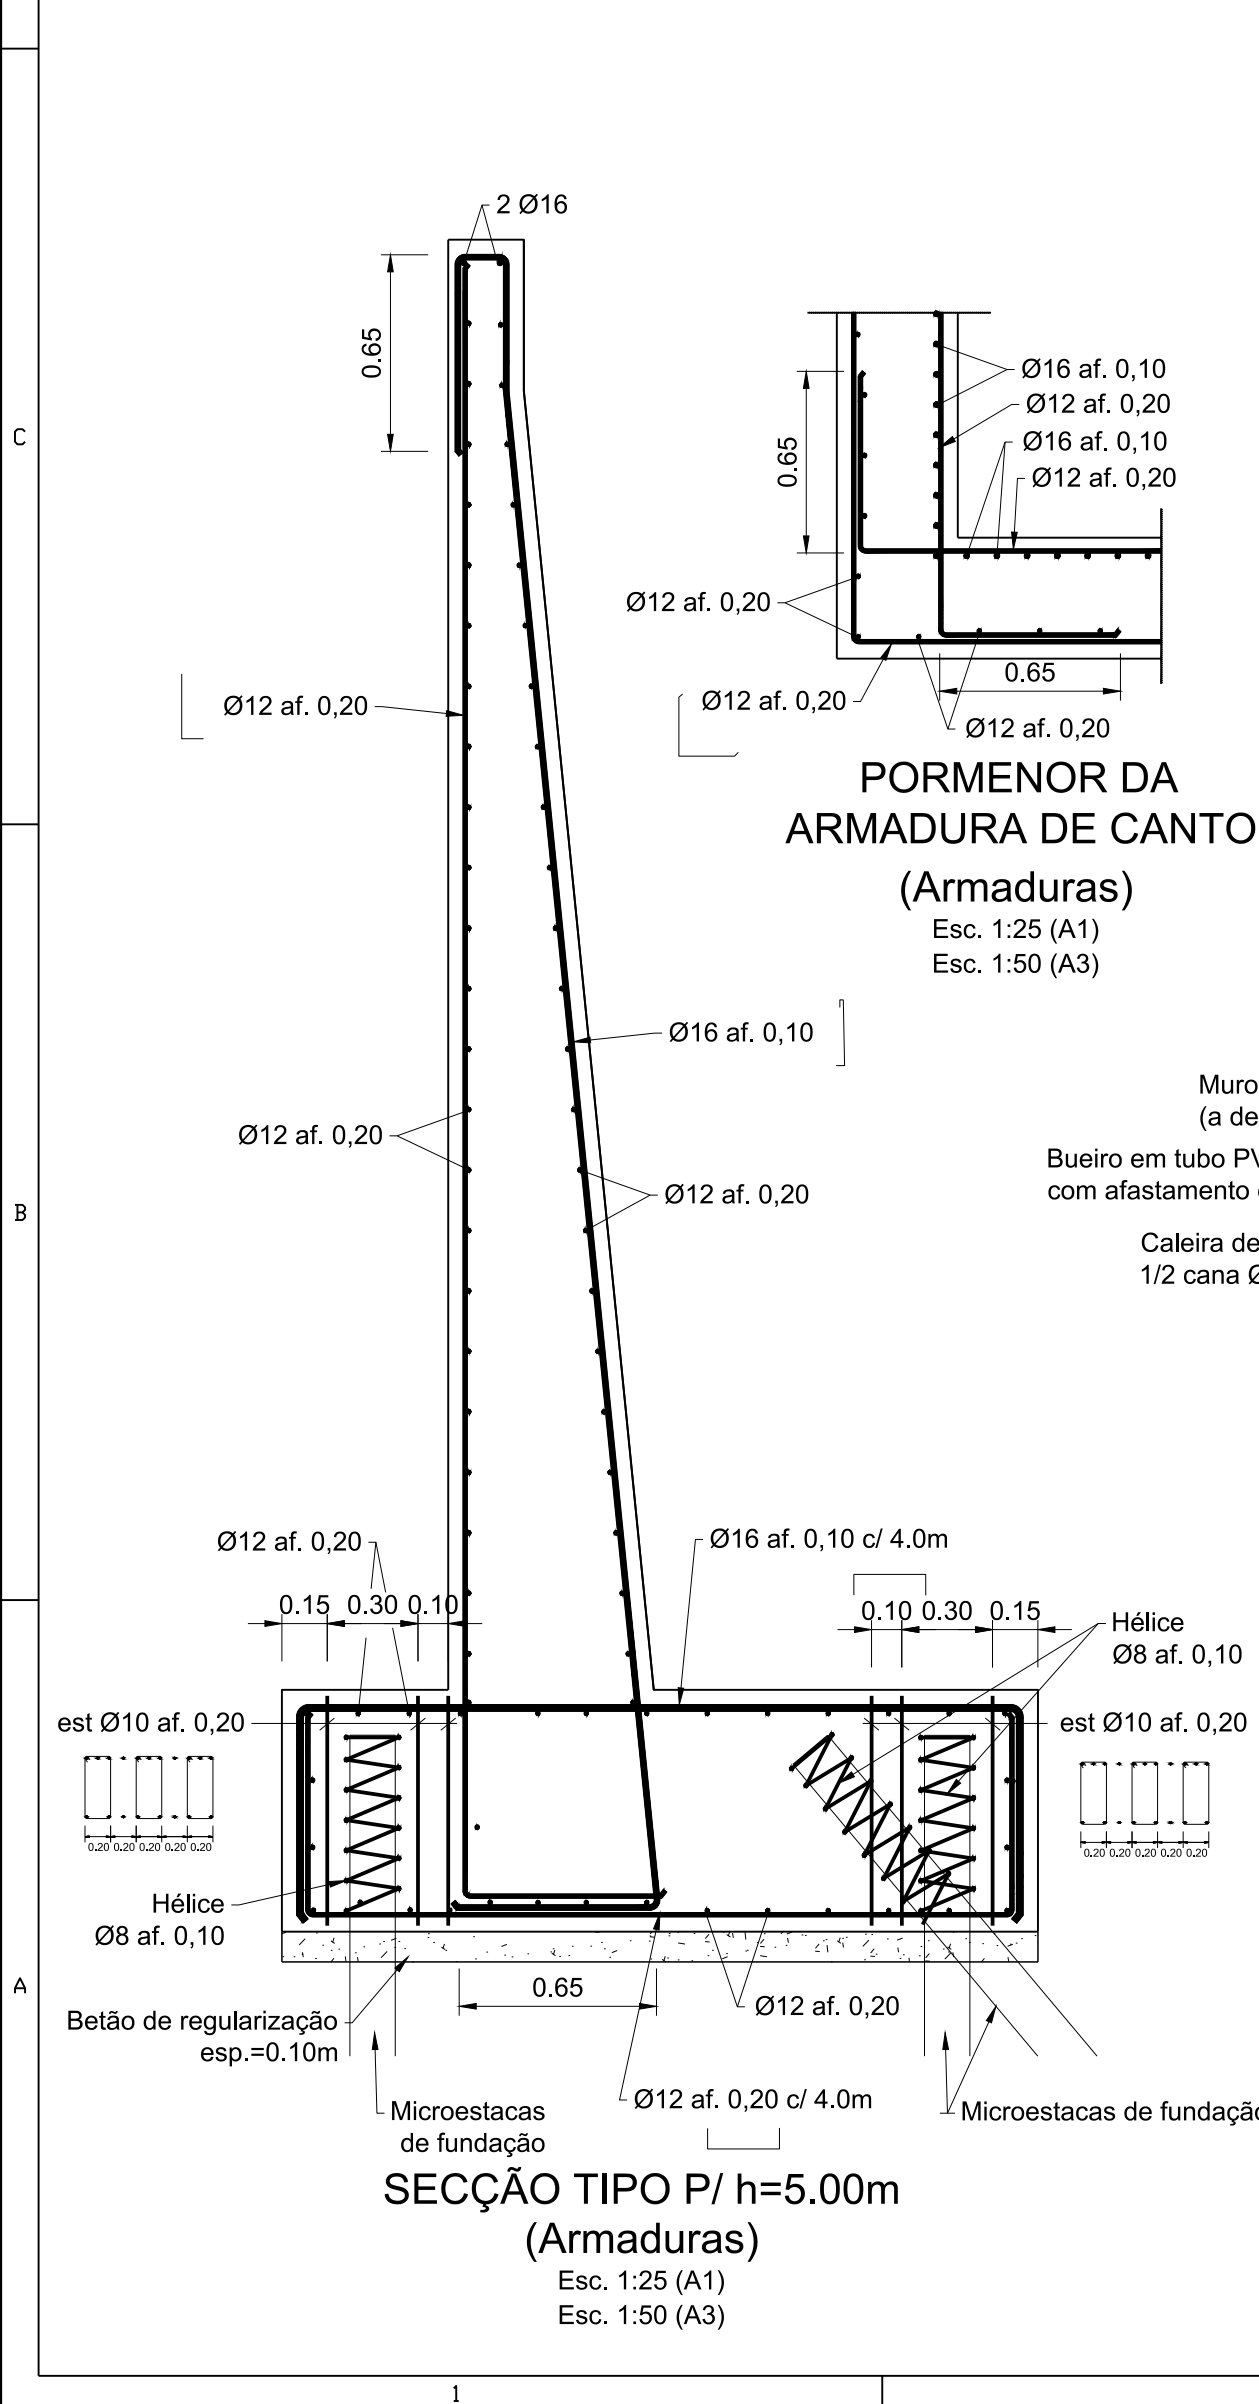 2 Ø16
0.65
C
Ø16 af. 0,10
Ø12 af. 0,20
Ø16 af. 0,10
Ø12 af. 0,20
0.65
Ø12 af. 0,20
0.65
Ø12 af. 0,20
Ø12 af. 0,20
Ø12 af. 0,20
PORMENOR DA
ARMADURA DE CANTO
(Armaduras)
Esc. 1:25 (A1)
Esc. 1:50 (A3)
Ø16 af. 0,10
Muro
(a de
Ø12 af. 0,20
Bueiro em tubo PV
com afastamento
Ø12 af. 0,20
B
Caleira de
1/2 cana Ø
Ø12 af. 0,20
Ø16 af. 0,10 c/ 4.0m
0.15 0.30 0.10
0.10 0.30 0.15
Hélice
Ø8 af. 0,10
est Ø10 af. 0,20
est Ø10 af. 0,20
0.20 0.20 0.20 0.20 0.20
0.20 0.20 0.20 0.20 0.20
Hélice
Ø8 af. 0,10
A
0.65
Ø12 af. 0,20
Betão de regularização
esp.=0.10m
Ø12 af. 0,20 c/ 4.0m
Microestacas
de fundação
Microestacas de fundação
SECÇÃO TIPO P/ h=5.00m
(Armaduras)
Esc. 1:25 (A1)
Esc. 1:50 (A3)
1